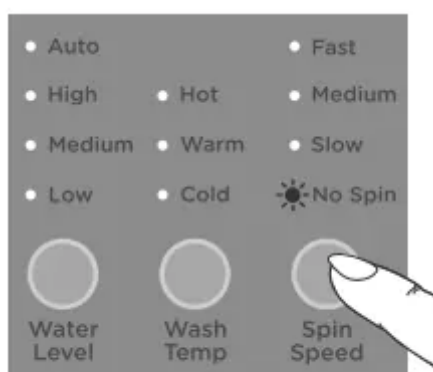 Auto
High
Medium
Low
Hot
Warm
Cold
Fast
Medium
Slow
No Spin
Water
Level
Wash
Temp
Spin
Speed